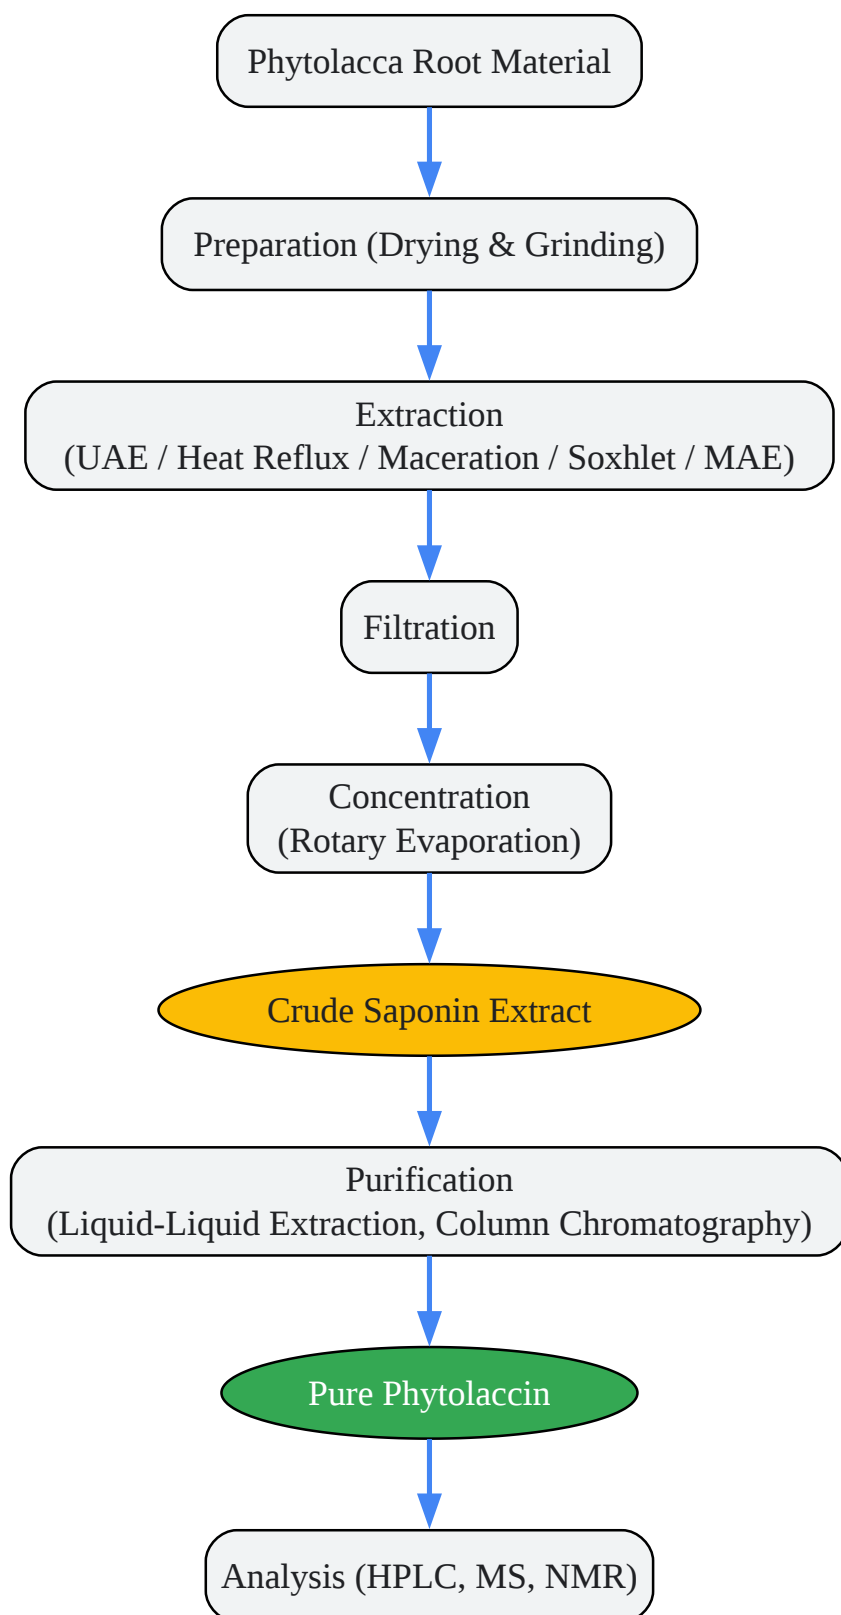 Phytolacca Root Material
Preparation (Drying & Grinding)
Extraction
(UAE / Heat Reflux / Maceration / Soxhlet / MAE)
Filtration
Concentration
(Rotary Evaporation)
Crude Saponin Extract
Purification
(Liquid-Liquid Extraction, Column Chromatography)
Pure Phytolaccin
Analysis (HPLC, MS, NMR)